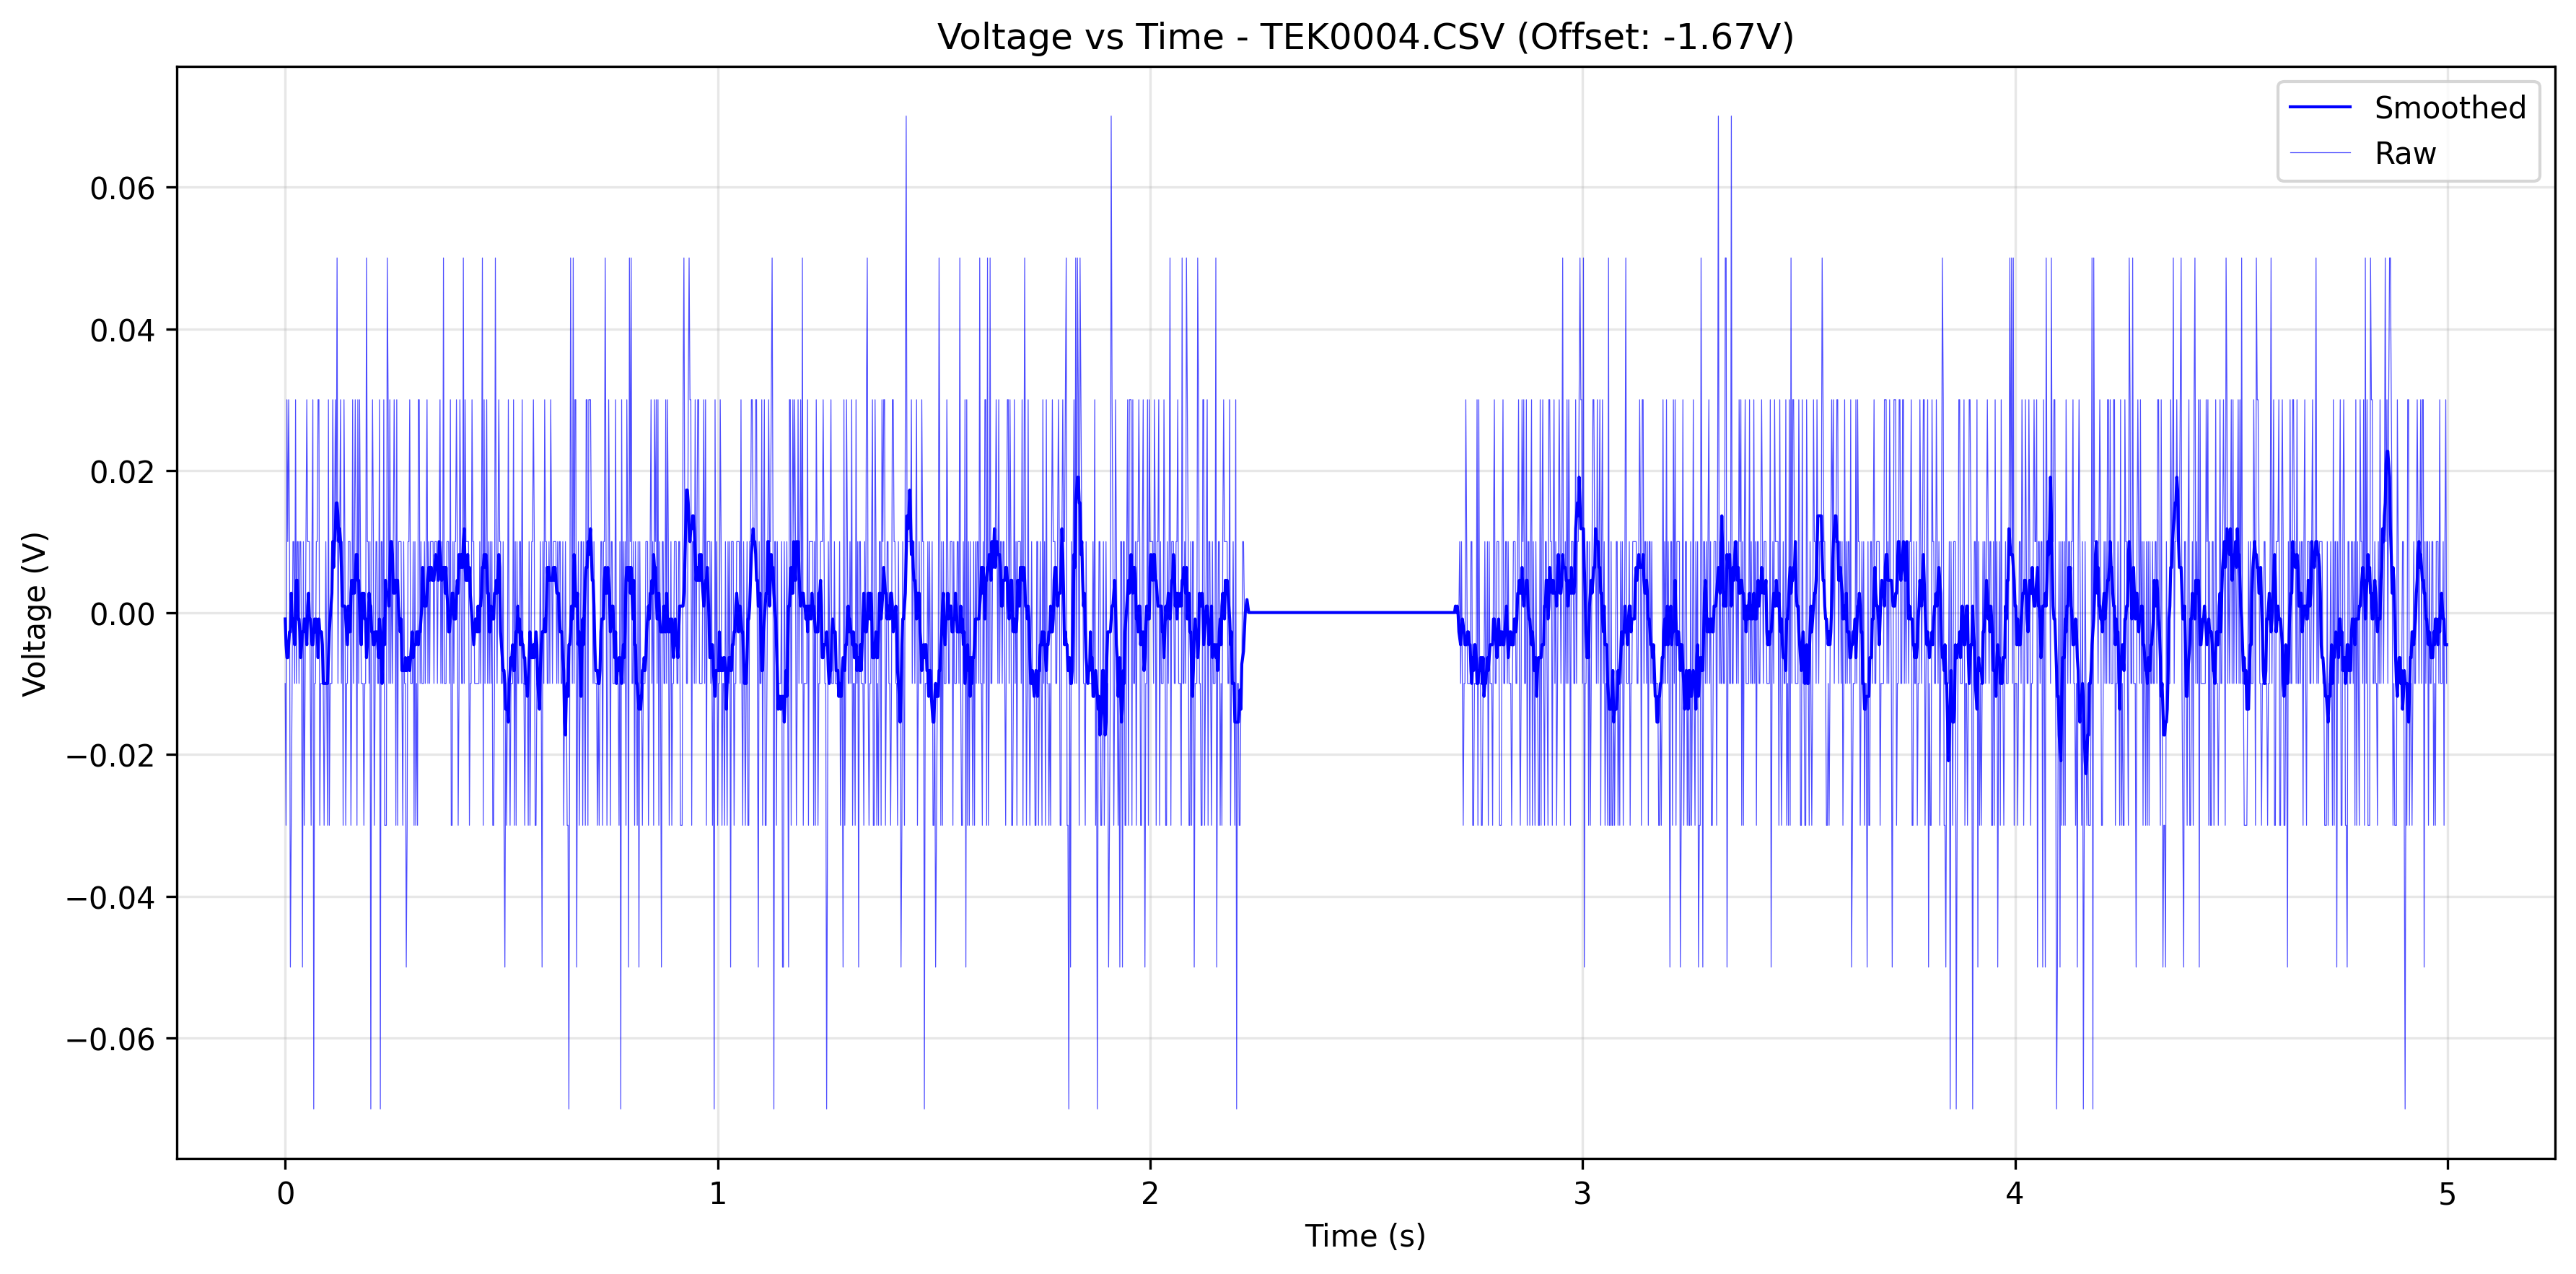 Voltage vs Time - TEK0004.CSV (Offset: -1.67V)
Smoothed
Raw
0.06
0.04
0.02
0.00
−0.02
−0.04
−0.06
Voltage (V)
0 1 2 3 4 5
Time (s)